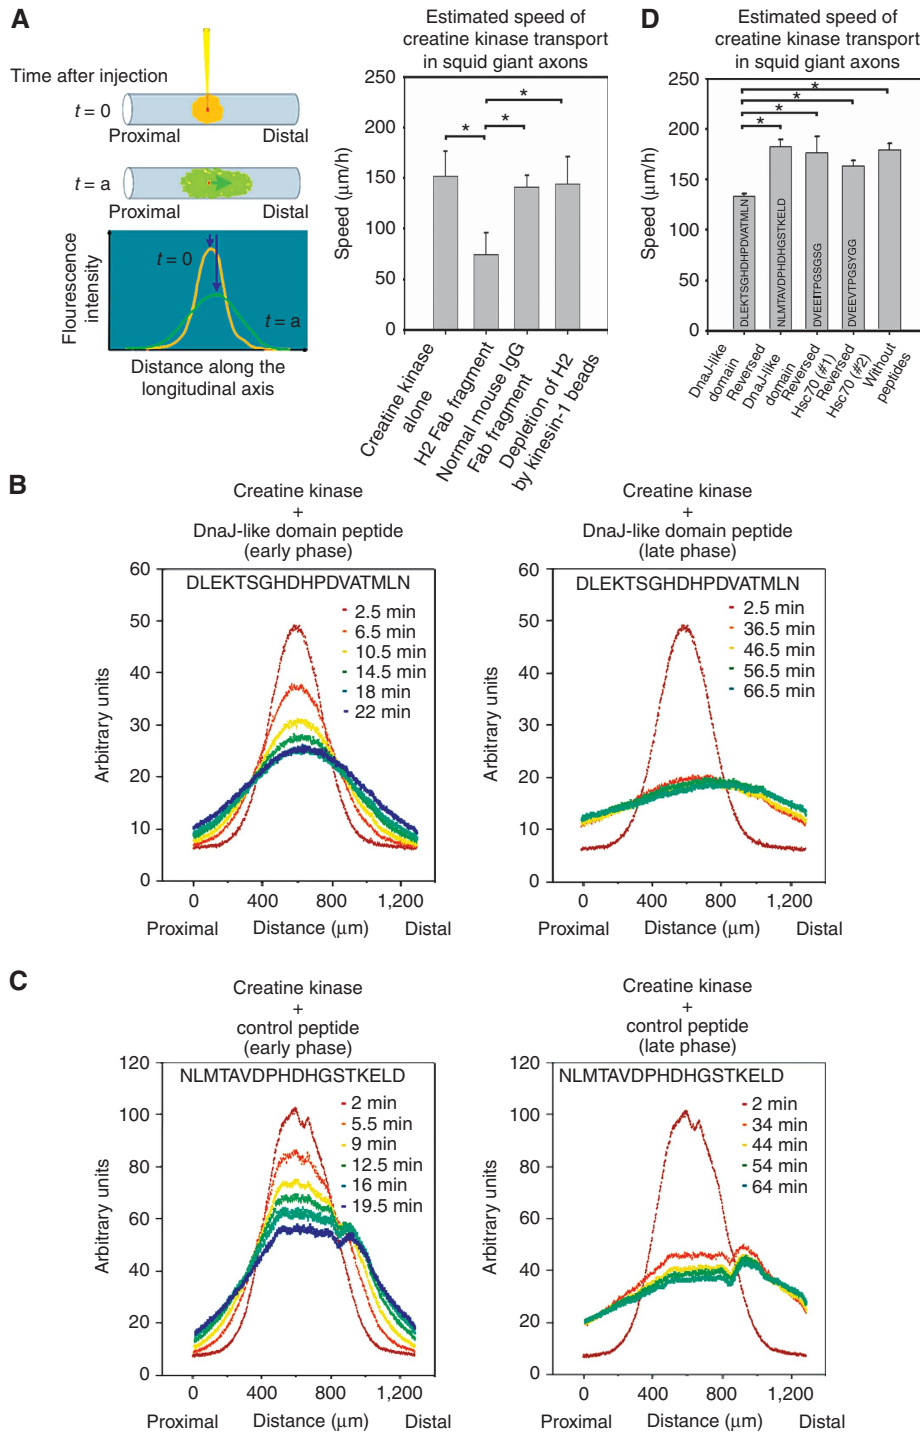 A
Time after injection
t = 0
Proximal
Distal
t = a
Proximal
Distal
Flourescence
intensity
t = 0
t = a
Distance along the
longitudinal axis
Estimated speed of
creatine kinase transport
in squid giant axons
Speed (μm/h)
250
200
150
100
50
0
*
*
*
Creatine kinase
alone
H2 Fab fragment
Normal mouse IgG
Fab fragment
Depletion of H2
by kinesin-1 beads
D
Estimated speed of
creatine kinase transport
in squid giant axons
Speed (μm/h)
250
200
150
100
50
0
*
*
*
*
DLEKTSGHDHPDVATMLN
NLMTAVDPHDHGSTKELD
DVEEITPGSGSG
DVEEVTPGSYGG
DnaJ-like
domain
Reversed
DnaJ-like
domain
Reversed
Hsc70 (#1)
Reversed
Hsc70 (#2)
Without
peptides
B
Creatine kinase
+
DnaJ-like domain peptide
(early phase)
DLEKTSGHDHPDVATMLN
2.5 min
6.5 min
10.5 min
14.5 min
18 min
22 min
Arbitrary units
60
50
40
30
20
10
0
0 400 800 1,200
Proximal Distance (μm) Distal
Creatine kinase
+
DnaJ-like domain peptide
(late phase)
DLEKTSGHDHPDVATMLN
2.5 min
36.5 min
46.5 min
56.5 min
66.5 min
Arbitrary units
60
50
40
30
20
10
0
0 400 800 1,200
Proximal Distance (μm) Distal
C
Creatine kinase
+
control peptide
(early phase)
NLMTAVDPHDHGSTKELD
2 min
5.5 min
9 min
12.5 min
16 min
19.5 min
Arbitrary units
120
100
80
60
40
20
0
0 400 800 1,200
Proximal Distance (μm) Distal
Creatine kinase
+
control peptide
(late phase)
NLMTAVDPHDHGSTKELD
2 min
34 min
44 min
54 min
64 min
Arbitrary units
120
100
80
60
40
20
0
0 400 800 1,200
Proximal Distance (μm) Distal